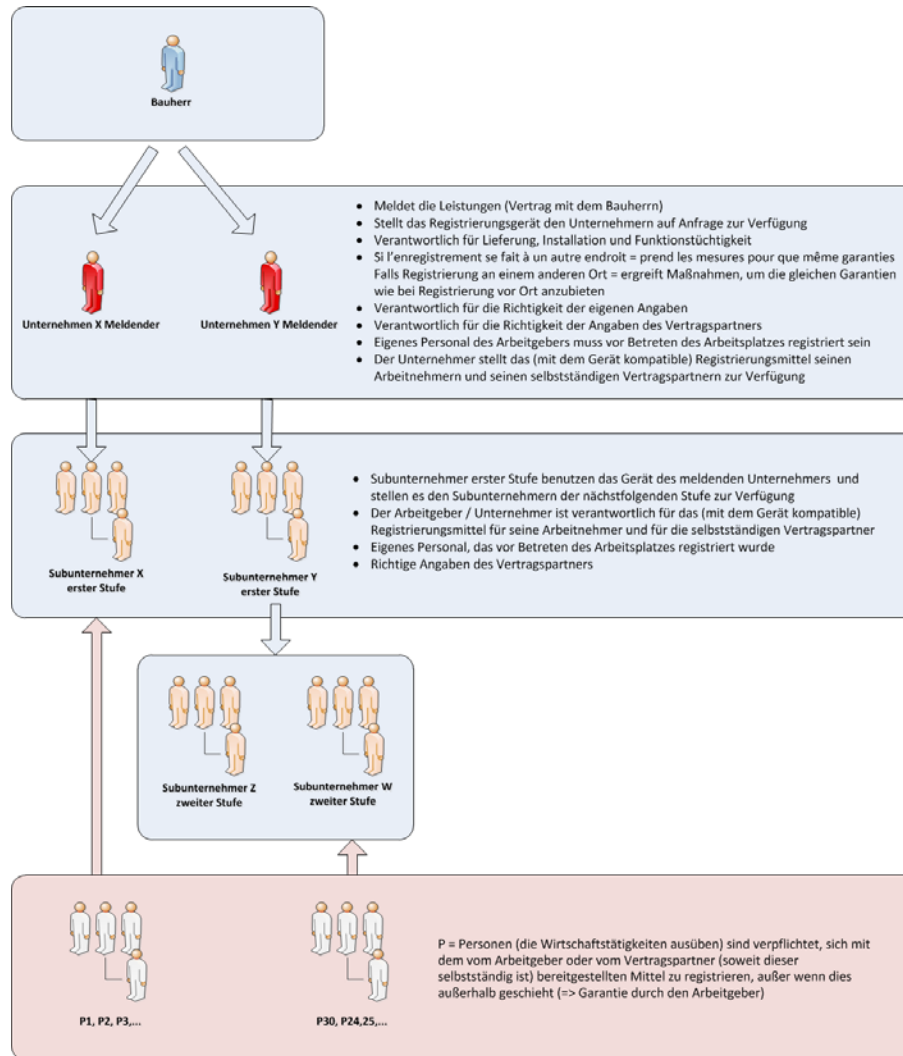 Bauherr
• Meldet die Leistungen (Vertrag mit dem Bauherrn)
• Stellt das Registrierungsgerät den Unternehmern auf Anfrage zur Verfügung
• Verantwortlich für Lieferung, Installation und Funktionstüchtigkeit
• Si l'enregistrement se fait à un autre endroit = prend les mesures pour que même garanties
Falls Registrierung an einem anderen Ort = ergreift Maßnahmen, um die gleichen Garantien
wie bei Registrierung vor Ort anzubieten
• Verantwortlich für die Richtigkeit der eigenen Angaben
• Verantwortlich für die Richtigkeit der Angaben des Vertragspartners
• Eigenes Personal des Arbeitgebers muss vor Betreten des Arbeitsplatzes registriert sein
• Der Unternehmer stellt das (mit dem Gerät kompatible) Registrierungsmittel seinen
Arbeitnehmern und seinen selbstständigen Vertragspartnern zur Verfügung
Unternehmen X Meldender
Unternehmen Y Meldender
• Subunternehmer erster Stufe benutzen das Gerät des meldenden Unternehmers und
stellen es den Subunternehmern der nächstfolgenden Stufe zur Verfügung
• Der Arbeitgeber / Unternehmer ist verantwortlich für das (mit dem Gerät kompatible)
Registrierungsmittel für seine Arbeitnehmer und für die selbstständigen Vertragspartner
• Eigenes Personal, das vor Betreten des Arbeitsplatzes registriert wurde
• Richtige Angaben des Vertragspartners
Subunternehmer X
erster Stufe
Subunternehmer Y
erster Stufe
Subunternehmer Z
zweiter Stufe
Subunternehmer W
zweiter Stufe
P = Personen (die Wirtschaftstätigkeiten ausüben) sind verpflichtet, sich mit
dem vom Arbeitgeber oder vom Vertragspartner (soweit dieser
selbstständig ist) bereitgestellten Mittel zu registrieren, außer wenn dies
außerhalb geschieht (=> Garantie durch den Arbeitgeber)
P1, P2, P3,...
P30, P24,25,...